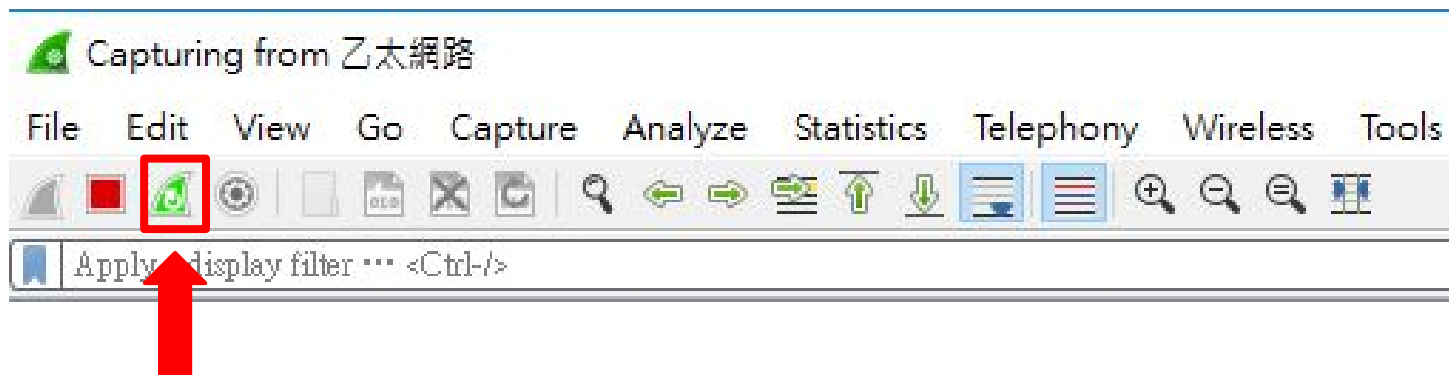 Capturing from 乙太網路
File Edit View Go Capture Analyze Statistics Telephony Wireless Tools
Apply display filter ··· <Ctrl-/>